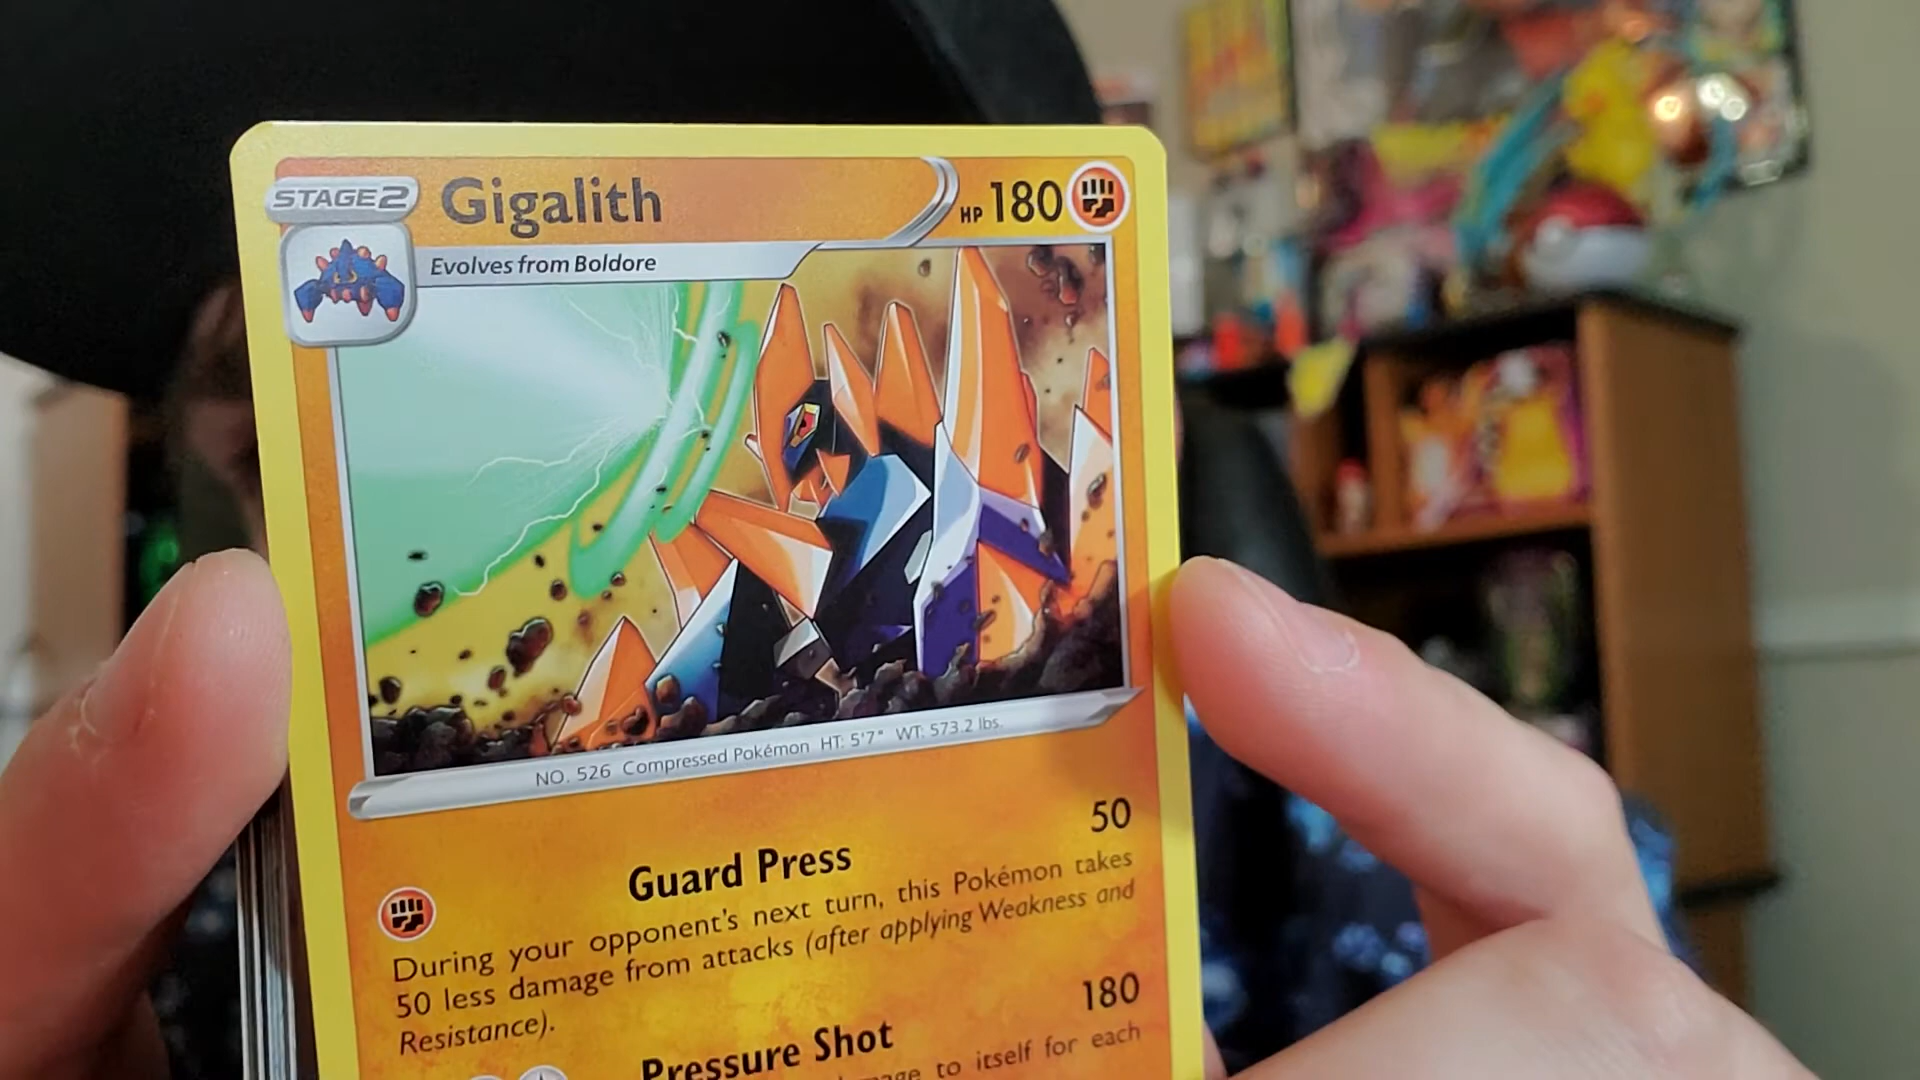 STAGE2 Gigalith HP 180
Evolves from Boldore
NO. 526 Compressed Pokémon HT: 5'7" WT: 573.2 lbs.
Guard Press 50
During your opponent's next turn, this Pokémon takes
50 less damage from attacks (after applying Weakness and
Resistance).
Pressure Shot 180
to itself for each